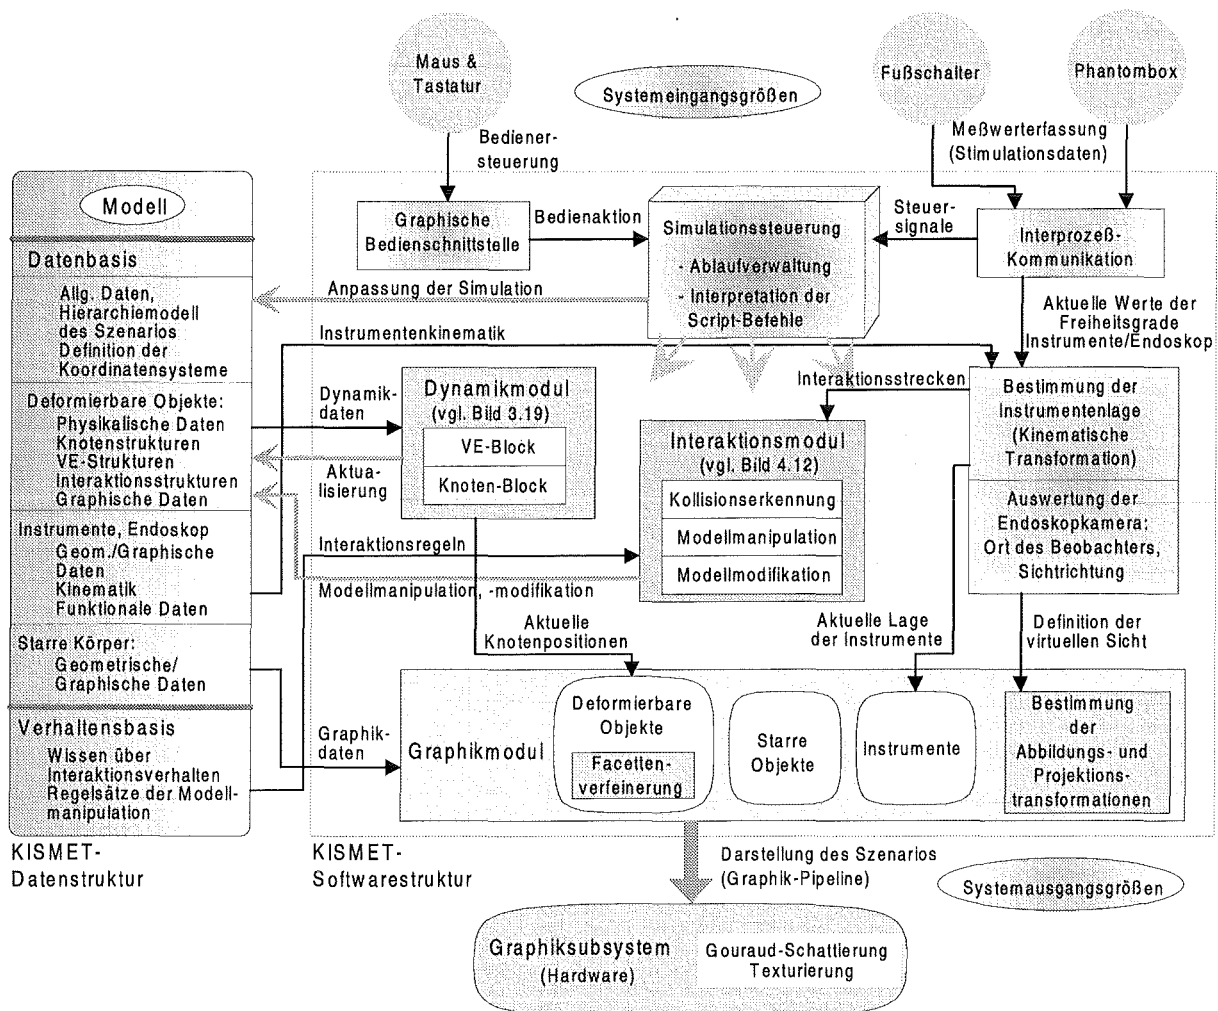 Maus &
Tastatur
Systemeingangsgrößen
Fußschalter
Phantombox
Bediener-
steuerung
Meßwerterfassung
(Stimulationsdaten)
Modell
Datenbasis
Allg. Daten,
Hierarchiemodell
des Szenarios
Definition der
Koordinatensysteme
Deformierbare Objekte:
Physikalische Daten
Knotenstrukturen
VE-Strukturen
Interaktionsstrukturen
Graphische Daten
Instrumente, Endoskop
Geom./Graphische
Daten
Kinematik
Funktionale Daten
Starre Körper:
Geometrische/
Graphische Daten
Verhaltensbasis
Wissen über
Interaktionsverhalten
Regelsätze der Modell-
manipulation
KISMET-
Datenstruktur
Graphische
Bedienschnittstelle
Bedienaktion
Simulationssteuerung
- Ablaufverwaltung
- Interpretation der
Script-Befehle
Steuer-
signale
Interprozeß-
Kommunikation
Anpassung der Simulation
Instrumentenkinematik
Aktuelle Werte der
Freiheitsgrade
Instrumente/Endoskop
Dynamik-
daten
Aktua-
lisierung
Dynamikmodul
(vgl. Bild 3.19)
VE-Block
Knoten-Block
Interaktionsstrecken
Interaktionsmodul
(vgl. Bild 4.12)
Kollisionserkennung
Modellmanipulation
Modellmodifikation
Bestimmung der
Instrumentenlage
(Kinematische
Transformation)
Auswertung der
Endoskopkamera:
Ort des Beobachters,
Sichtrichtung
Interaktionsregeln
Modellmanipulation, -modifikation
Aktuelle
Knotenpositionen
Aktuelle Lage
der Instrumente
Definition der
virtuellen Sicht
Graphik-
daten
Graphikmodul
Deformierbare
Objekte
Facetten-
verfeinerung
Starre
Objekte
Instrumente
Bestimmung
der
Abbildungs- und
Projektions-
transformationen
KISMET-
Softwarestruktur
Darstellung des Szenarios
(Graphik-Pipeline)
Systemausgangsgrößen
Graphiksubsystem
(Hardware)
Gouraud-Schattierung
Texturierung